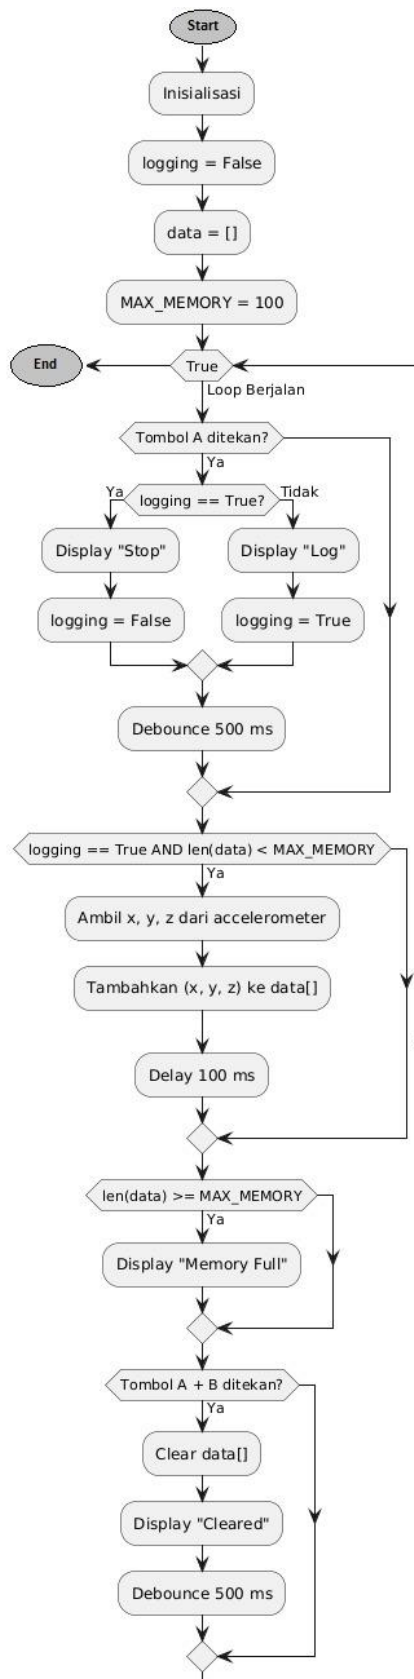 Start
Inisialisasi
logging = False
data = []
MAX_MEMORY = 100
End
True
Loop Berjalan
Tombol A ditekan?
Ya
Ya
logging == True?
Tidak
Display "Stop"
Display "Log"
logging = False
logging = True
Debounce 500 ms
logging == True AND len(data) < MAX_MEMORY
Ya
Ambil x, y, z dari accelerometer
Tambahkan (x, y, z) ke data[]
Delay 100 ms
len(data) >= MAX_MEMORY
Ya
Display "Memory Full"
Tombol A + B ditekan?
Ya
Clear data[]
Display "Cleared"
Debounce 500 ms